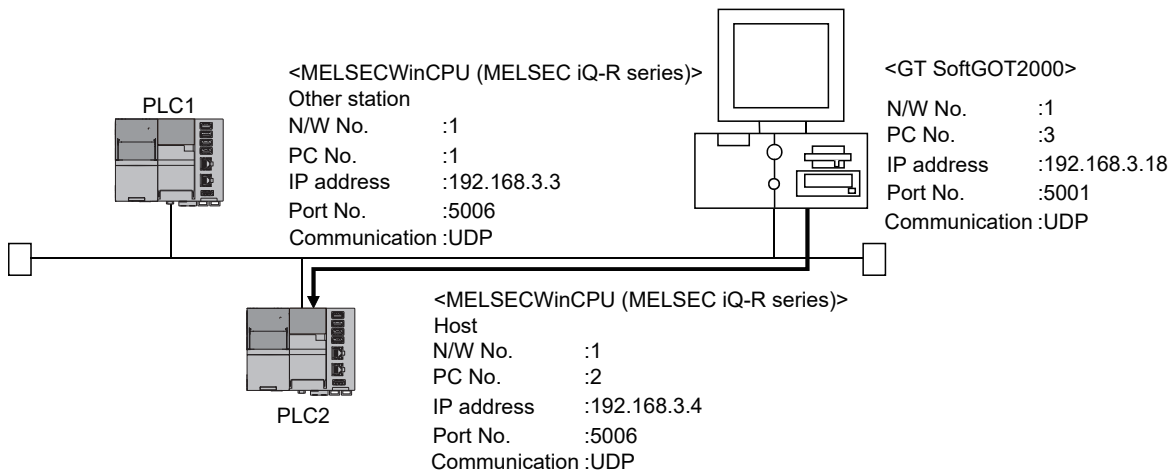 PLC1
<MELSECWinCPU (MELSEC iQ-R series)>
Other station
N/W No. :1
PC No. :1
IP address :192.168.3.3
Port No. :5006
Communication :UDP
<GT SoftGOT2000>
N/W No. :1
PC No. :3
IP address :192.168.3.18
Port No. :5001
Communication :UDP
PLC2
<MELSECWinCPU (MELSEC iQ-R series)>
Host
N/W No. :1
PC No. :2
IP address :192.168.3.4
Port No. :5006
Communication :UDP